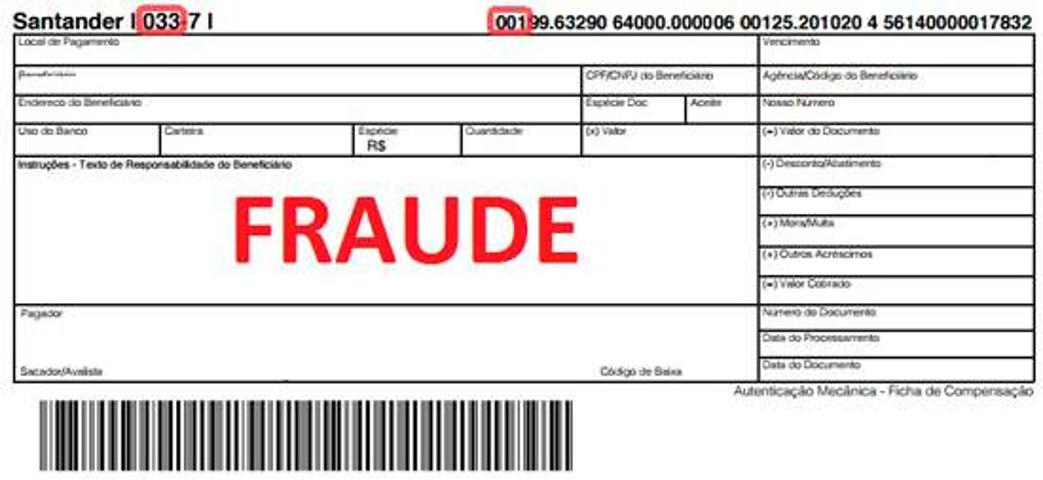 Santander | 033-7 | 00199.63290 64000.000006 00125.201020 4 56140000017832
Local de Pagamento Vencimento
Beneficiário CPF/CNPJ do Beneficiário Agência/Código do Beneficiário
Endereco do Beneficiário Espécie Doc Aceite Nosso Número
Uso do Banco Carteira Espécie Quantidade (x) Valor (=) Valor do Documento
R$
Instruções - Texto de Responsabilidade do Beneficiário (-) Desconto/Abatimento
(-) Outras Deduções
FRAUDE
(+) Mora/Multa
(+) Outros Acréscimos
(=) Valor Cobrado
Pagador Número do Documento
Data do Processamento
Sacador/Avalista Código de Baixa Data do Documento
Autenticação Mecânica - Ficha de Compensação